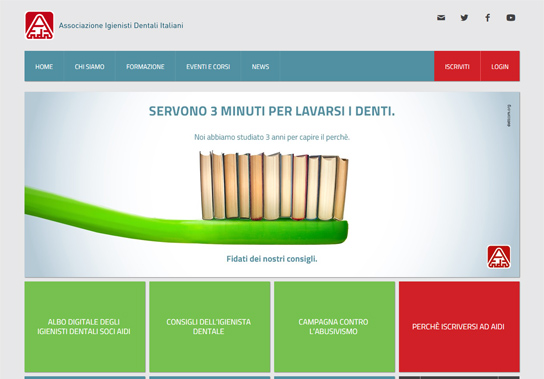 Associazione Igienisti Dentali Italiani
HOME CHI SIAMO FORMAZIONE EVENTI E CORSI NEWS ISCRIVITI LOGIN
SERVONO 3 MINUTI PER LAVARSI I DENTI.
Noi abbiamo studiato 3 anni per capire il perchè.
Fidati dei nostri consigli.
ALBO DIGITALE DEGLI
IGIENISTI DENTALI SOCI AIDI
CONSIGLI DELL'IGIENISTA
DENTALE
CAMPAGNA CONTRO
L'ABUSIVISMO
PERCHÈ ISCRIVERSI AD AIDI